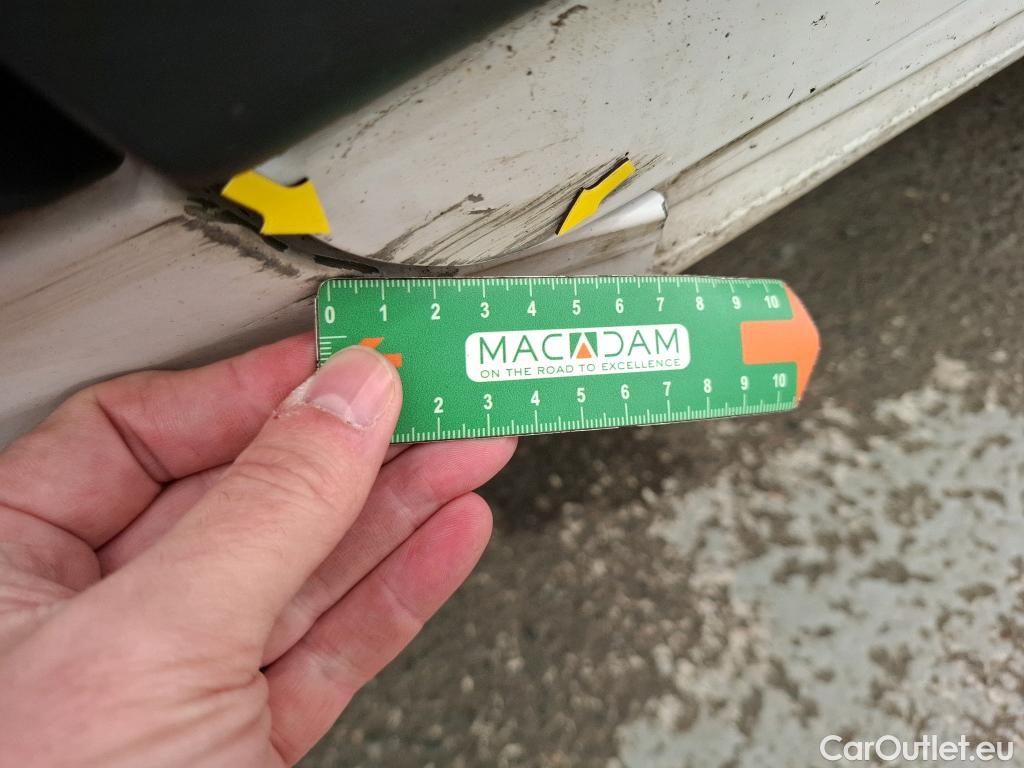 0 1 2 3 4 5 6 7 8 9 10
MACADAM
ON THE ROAD TO EXCELLENCE
2 3 4 5 6 7 8 9 10
CarOutlet.eu